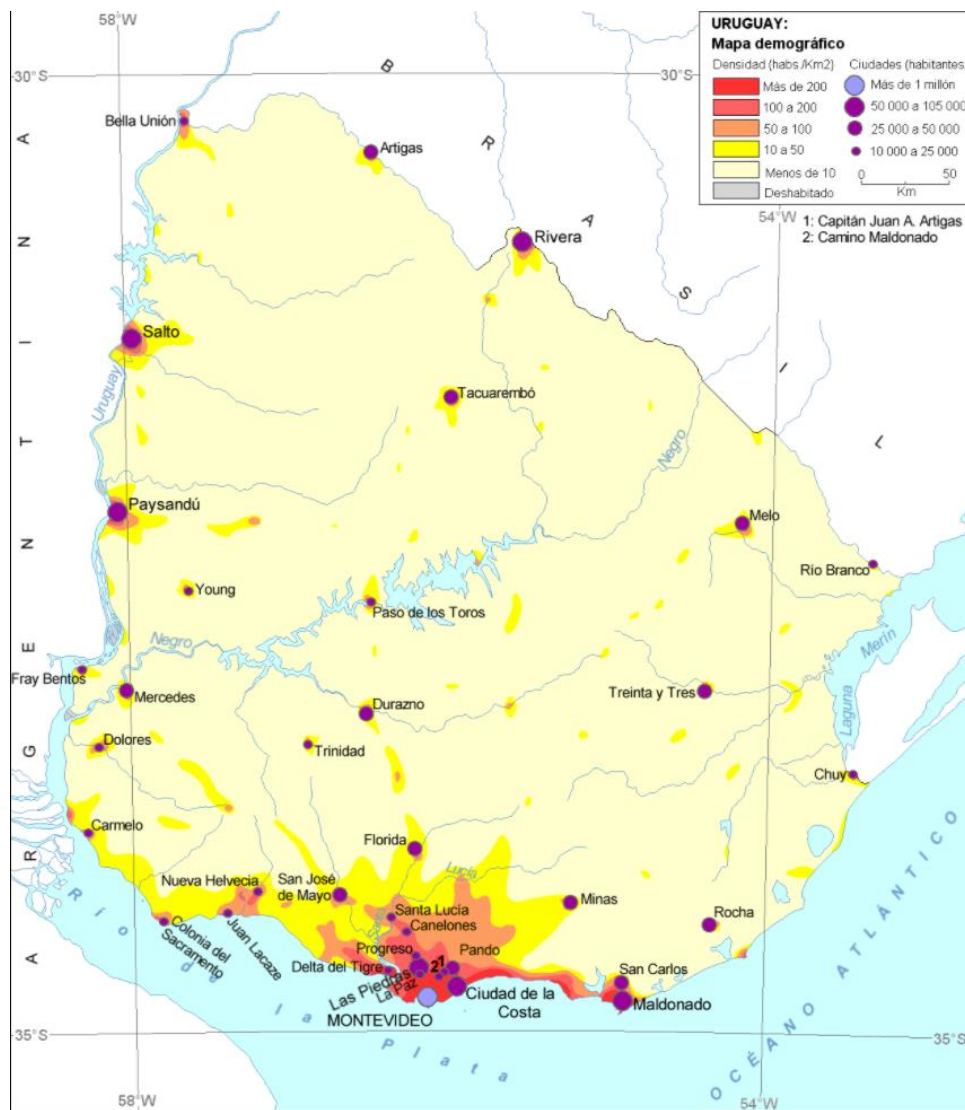 58°W
30°S
30°S
URUGUAY:
Mapa demográfico
Densidad (habs./Km2)
Más de 200
100 a 200
50 a 100
10 a 50
Menos de 10
Deshabitado
Ciudades (habitantes)
Más de 1 millón
50 000 a 105 000
25 000 a 50 000
10 000 a 25 000
0 50
Km
54°W
1: Capitán Juan A. Artigas
2: Camino Maldonado
BRASIL
ARGENTINA
Bella Unión
Artigas
Rivera
Salto
Uruguay
Tacuarembó
Negro
Paysandú
Melo
Young
Río Branco
Paso de los Toros
Negro
Fray Bentos
Mercedes
Laguna Merín
Treinta y Tres
Durazno
Dolores
Trinidad
Chuy
Carmelo
Florida
Santa Lucía
Nueva Helvecia
San José
de Mayo
Minas
Santa Lucía
Canelones
Rocha
Colonia del
Sacramento
Juan Lacaze
Progreso
Pando
Delta del Tigre
21
San Carlos
Las Piedras
La Paz
Ciudad de la
Costa
Maldonado
MONTEVIDEO
Río de la Plata
OCÉANO ATLÁNTICO
35°S
35°S
58°W
54°W